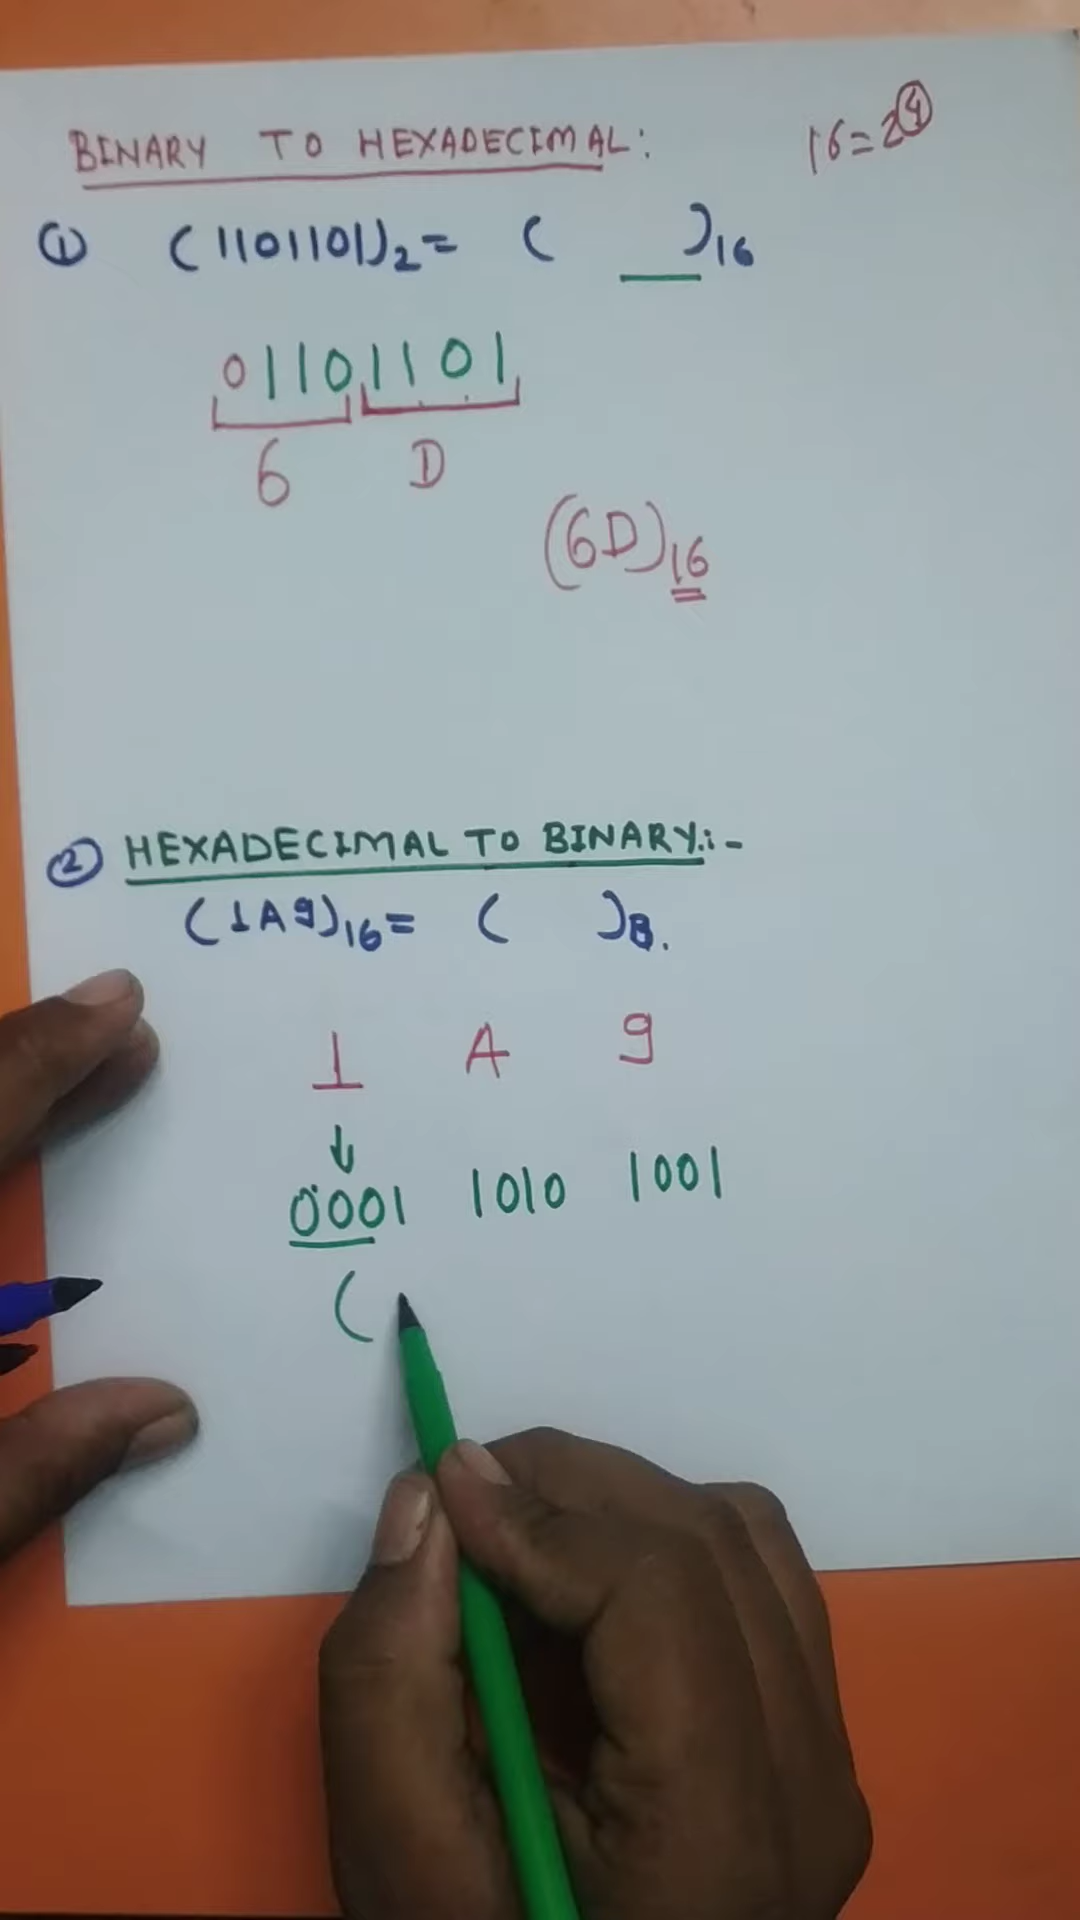 BINARY TO HEXADECIMAL:
16=2④
① (1101101)₂ = ( )₁₆
01101101
6 D
(6D)₁₆
② HEXADECIMAL TO BINARY:-
(1A9)₁₆ = ( )B.
1 A 9
↓
0001 1010 1001
(